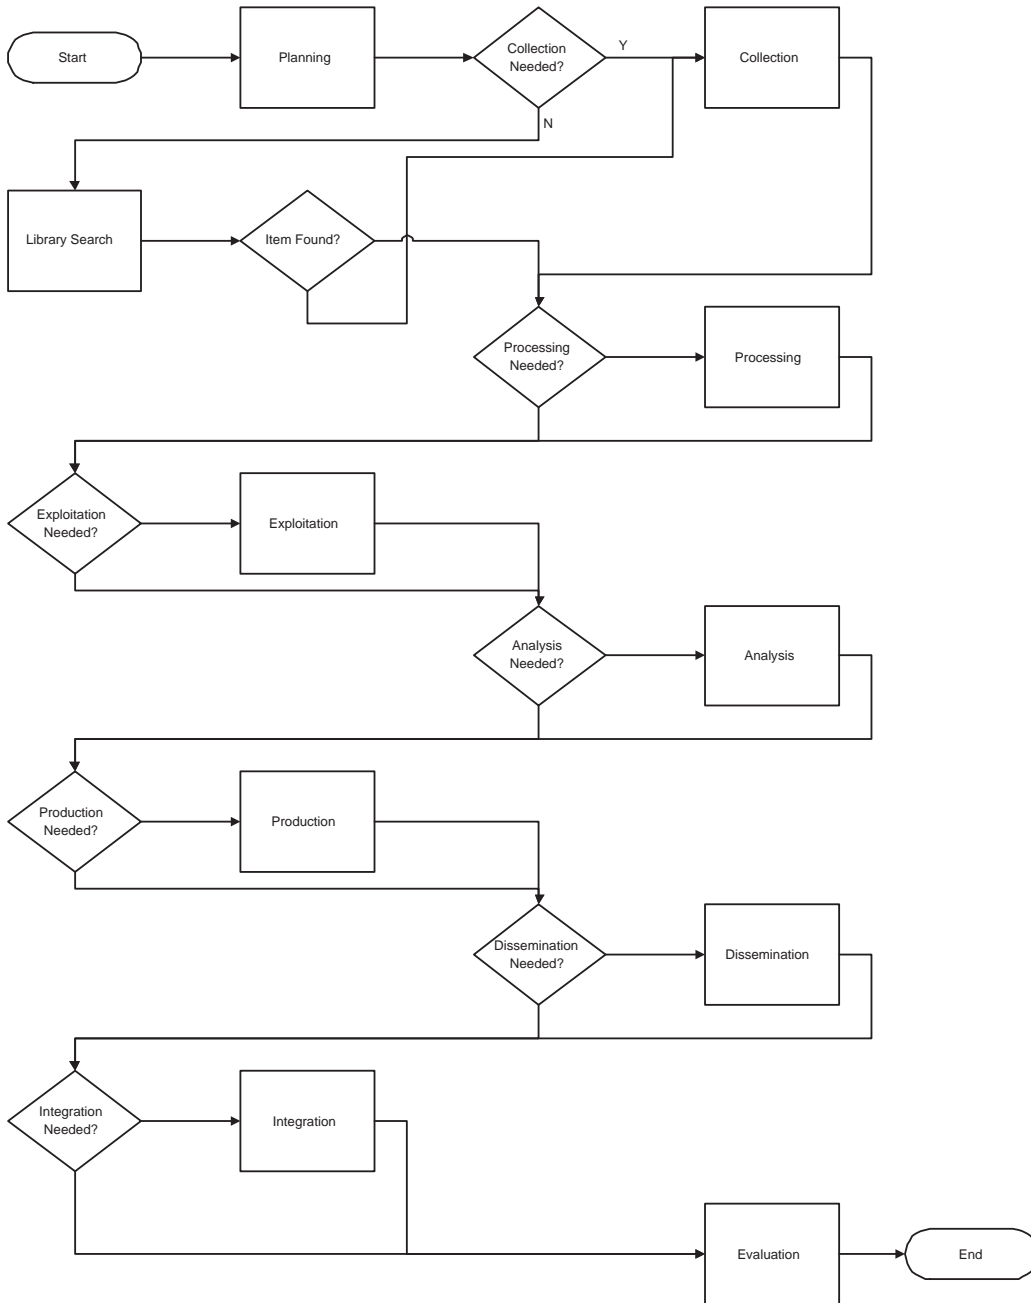 Start
Planning
Collection
Needed?
Y
Collection
N
Library Search
Item Found?
Processing
Needed?
Processing
Exploitation
Needed?
Exploitation
Analysis
Needed?
Analysis
Production
Needed?
Production
Dissemination
Needed?
Dissemination
Integration
Needed?
Integration
Evaluation
End